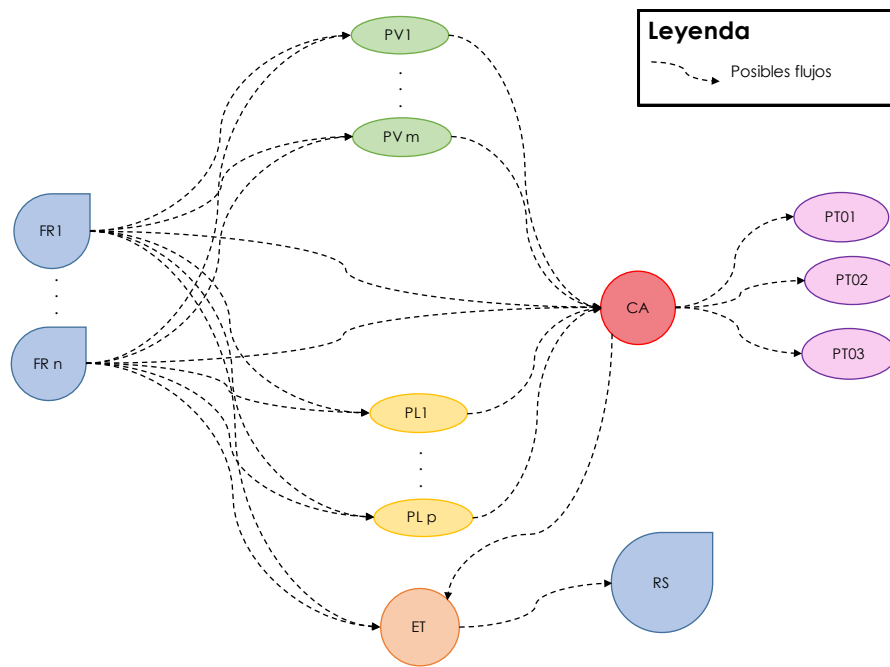 PV1
Leyenda
Posibles flujos
PV m
FR1
PT01
PT02
CA
FR n
PT03
PL1
PL p
RS
ET